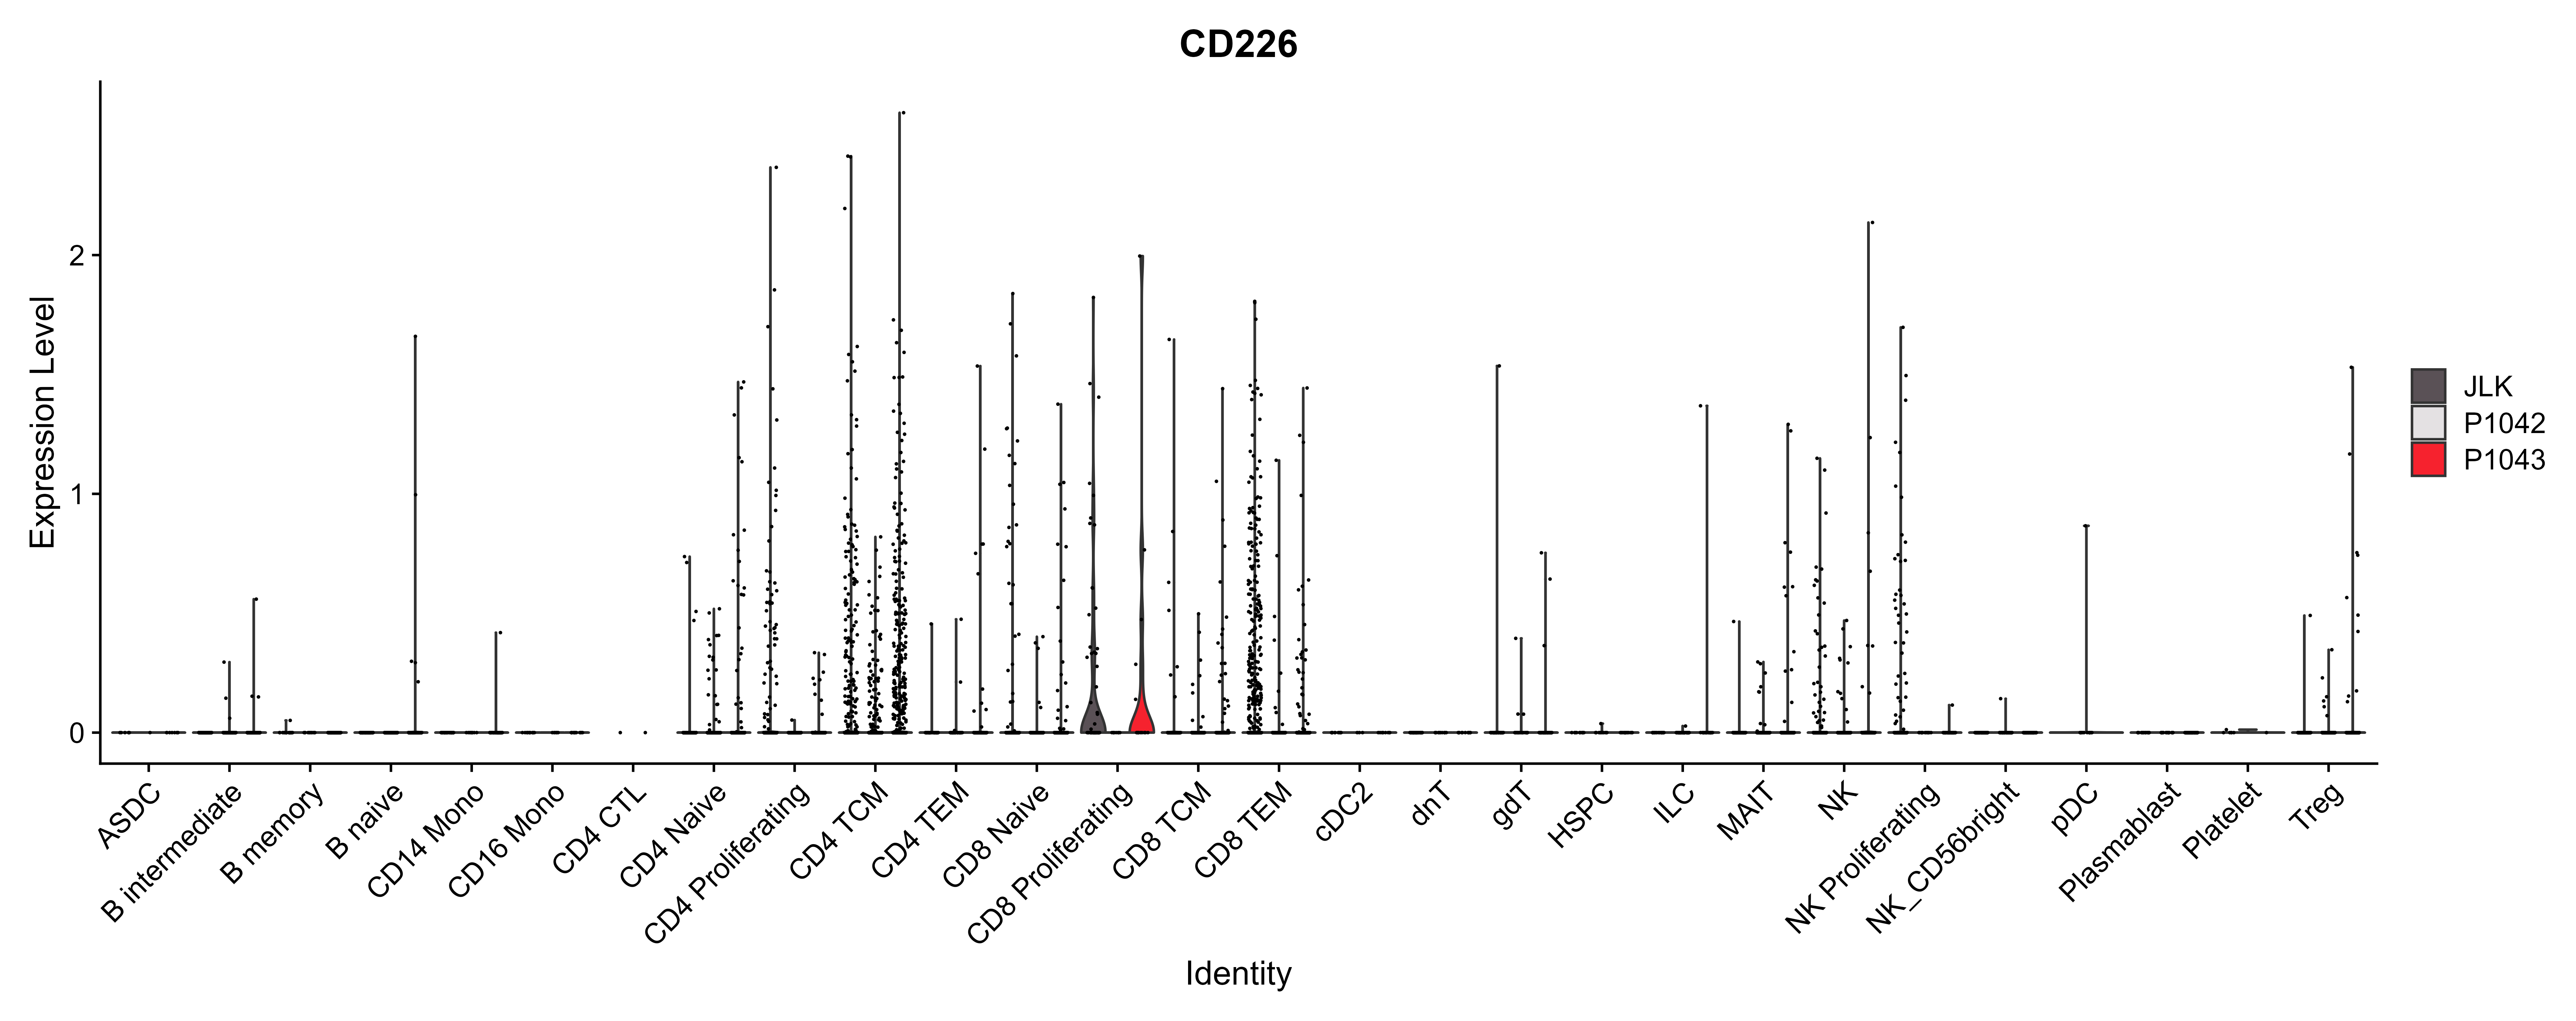 CD226
Expression Level
2
1
0
ASDC
B intermediate
B memory
B naive
CD14 Mono
CD16 Mono
CD4 CTL
CD4 Naive
CD4 Proliferating
CD4 TCM
CD4 TEM
CD8 Naive
CD8 Proliferating
CD8 TCM
CD8 TEM
cDC2
dnT
gdT
HSPC
ILC
MAIT
NK
NK Proliferating
NK_CD56bright
pDC
Plasmablast
Platelet
Treg
Identity
JLK
P1042
P1043